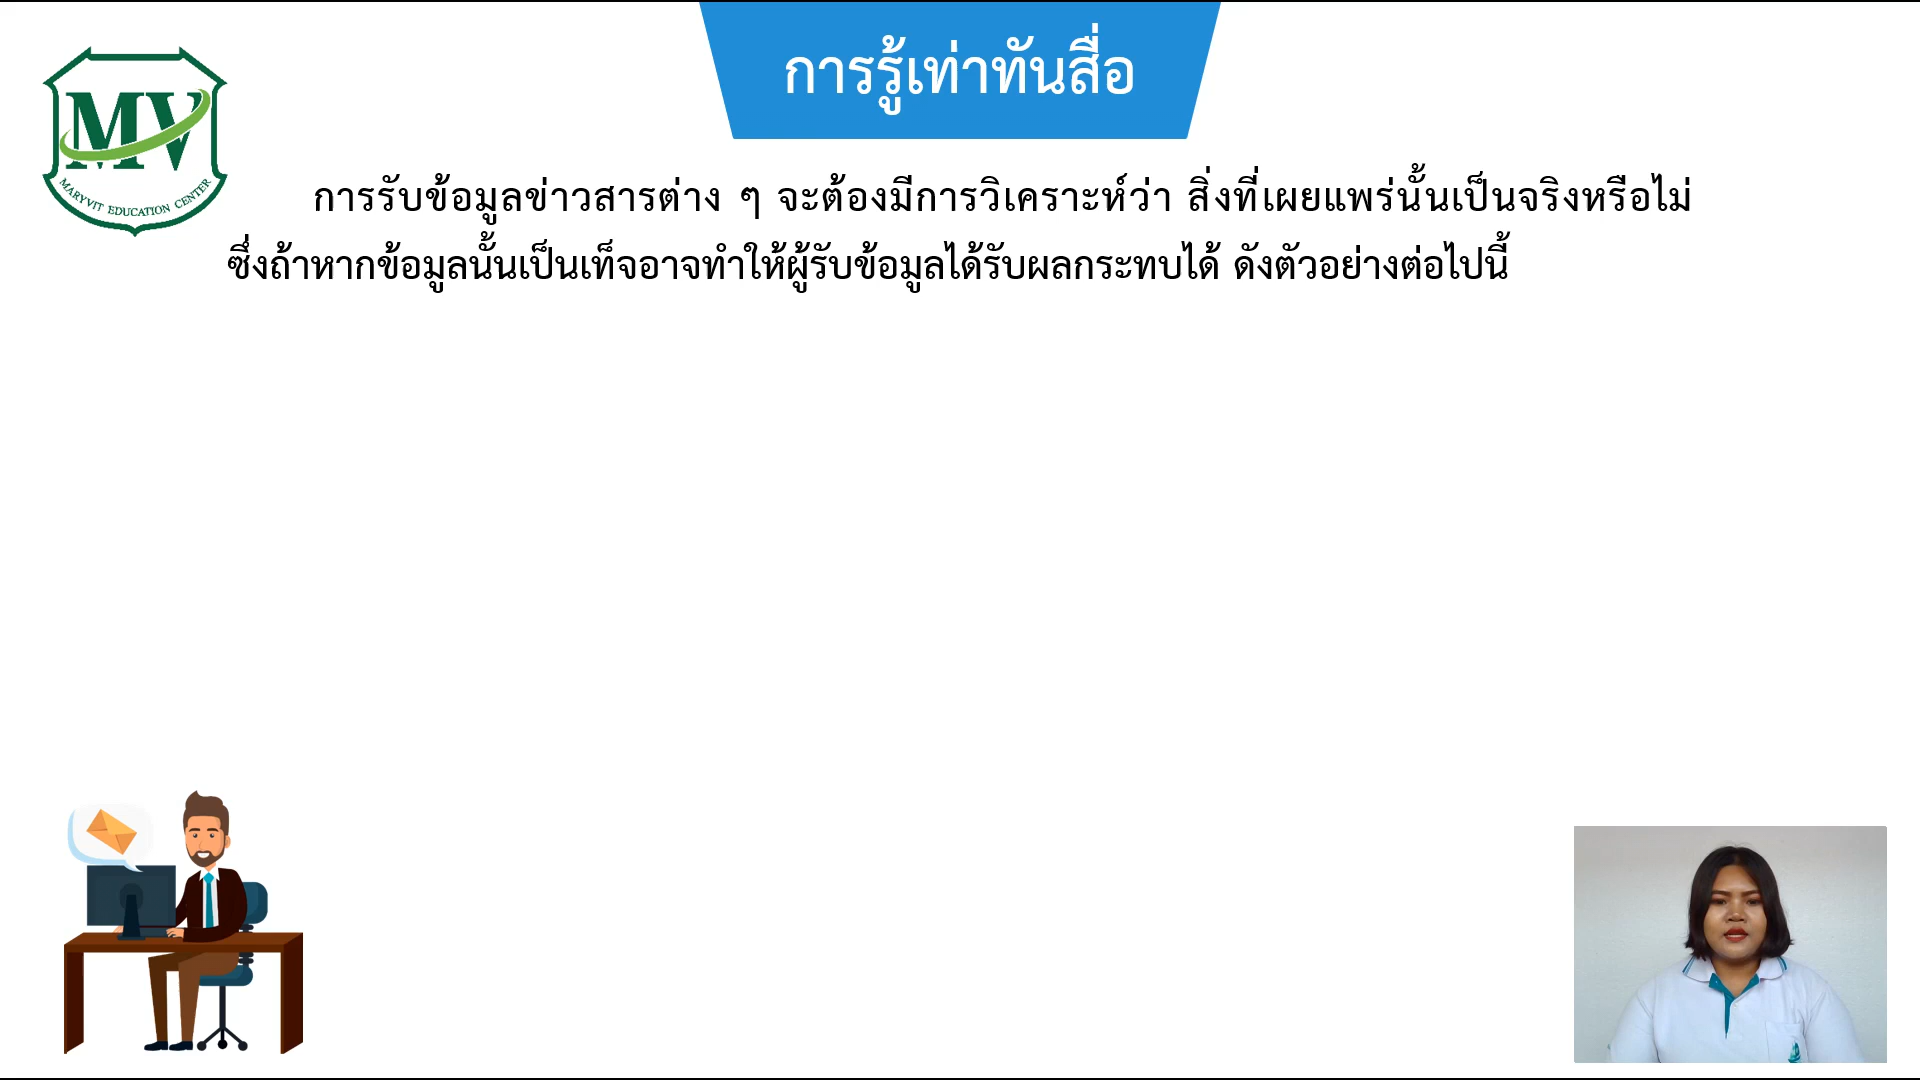 การรู้เท่าทันสื่อ
MV
MARYVIT EDUCATION CENTER
การรับข้อมูลข่าวสารต่าง ๆ จะต้องมีการวิเคราะห์ว่า สิ่งที่เผยแพร่นั้นเป็นจริงหรือไม่
ซึ่งถ้าหากข้อมูลนั้นเป็นเท็จอาจทำให้ผู้รับข้อมูลได้รับผลกระทบได้ ดังตัวอย่างต่อไปนี้